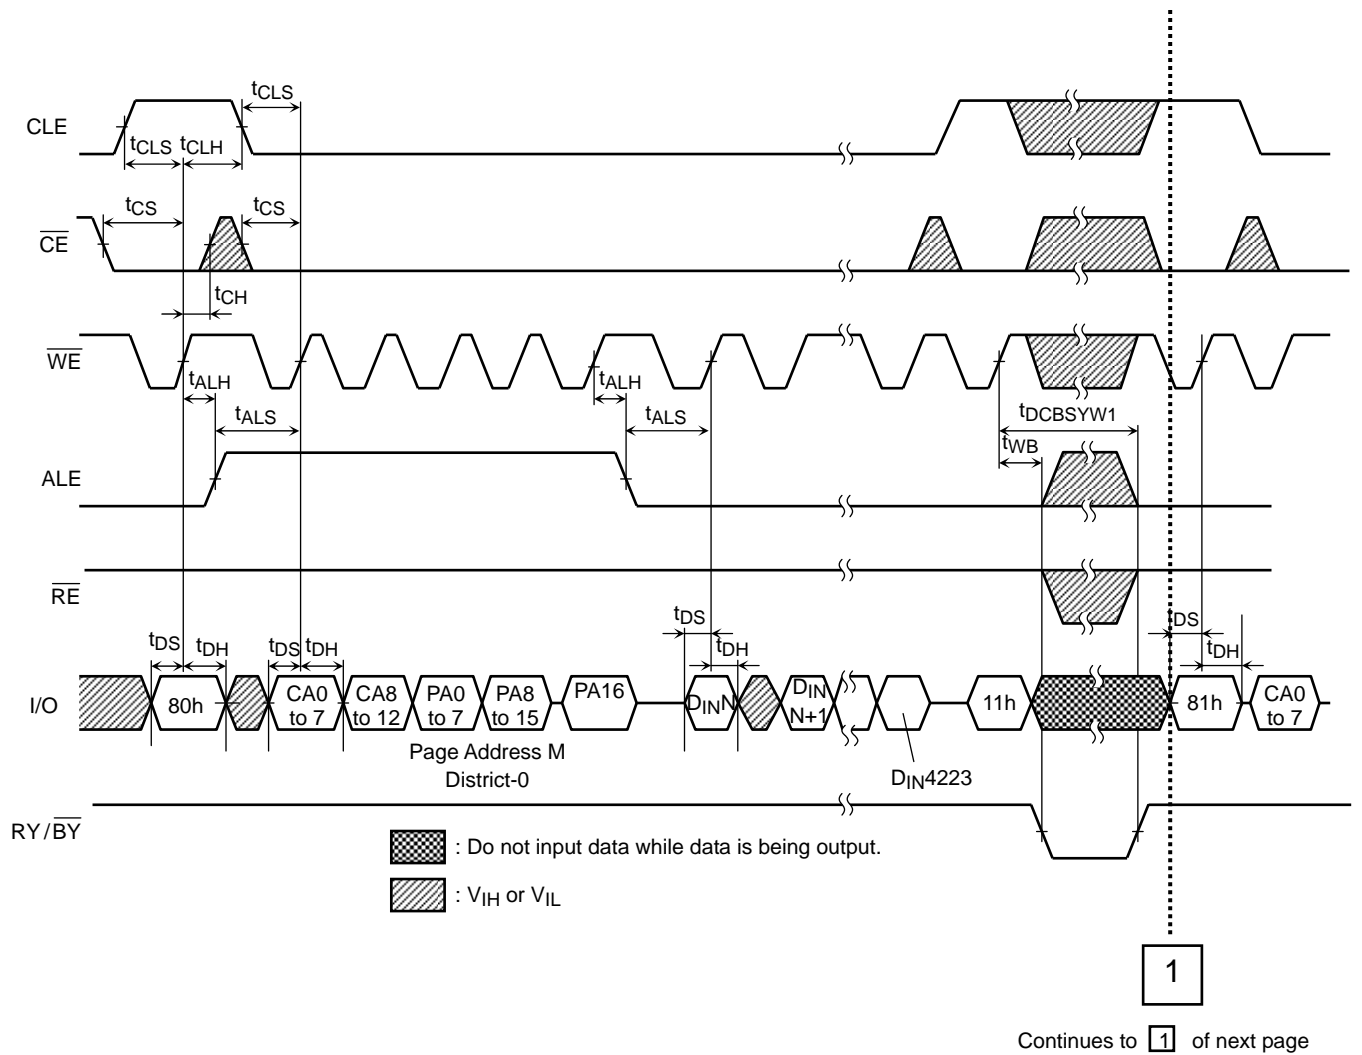 tCLS
CLE
tCLS tCLH
tCS tCS
CE
tCH
WE
tALH tALH
tALS tALS tDCBSYW1
tWB
ALE
RE
tDS tDS
tDS tDH tDS tDH tDH tDH
I/O 80h CA0 to 7 CA8 to 12 PA0 to 7 PA8 to 15 PA16 DINN DIN N+1 11h 81h CA0 to 7
Page Address M
District-0
DIN4223
RY/BY
: Do not input data while data is being output.
: VIH or VIL
1
Continues to 1 of next page